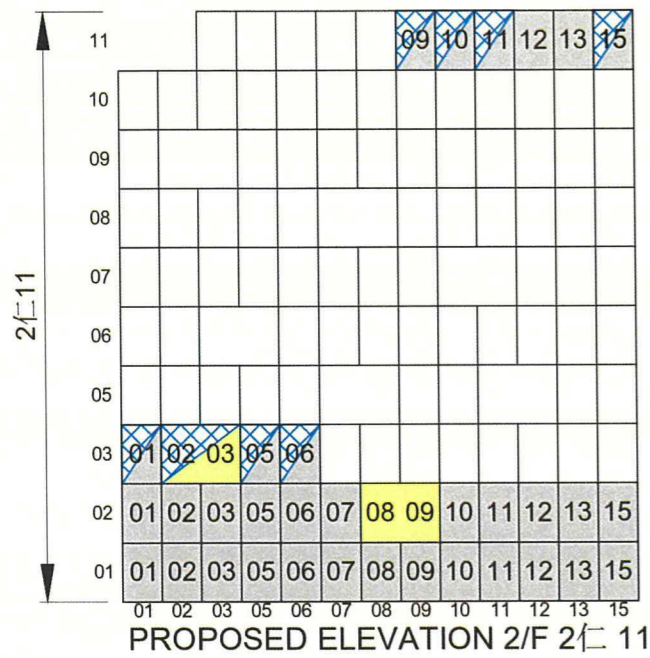 11 09 10 11 12 13 15
10
09
08
07
06
05
03 01 02 03 05 06
02 01 02 03 05 06 07 08 09 10 11 12 13 15
01 01 02 03 05 06 07 08 09 10 11 12 13 15
01 02 03 05 06 07 08 09 10 11 12 13 15
2仁11
PROPOSED ELEVATION 2/F 2仁 11